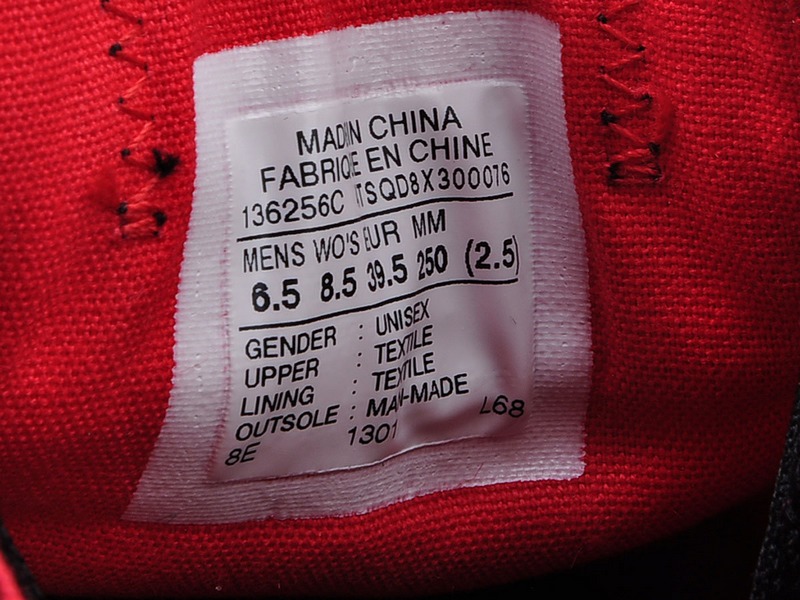 MADIN CHINA
FABRIQE EN CHINE
136256C TSQD8X300076
MENS WO'S EUR MM
6.5 8.5 39.5 250 (2.5)
GENDER : UNISEX
UPPER : TEXTILE
LINING : TEXTILE
OUTSOLE : MAN-MADE
8E 1301 L68